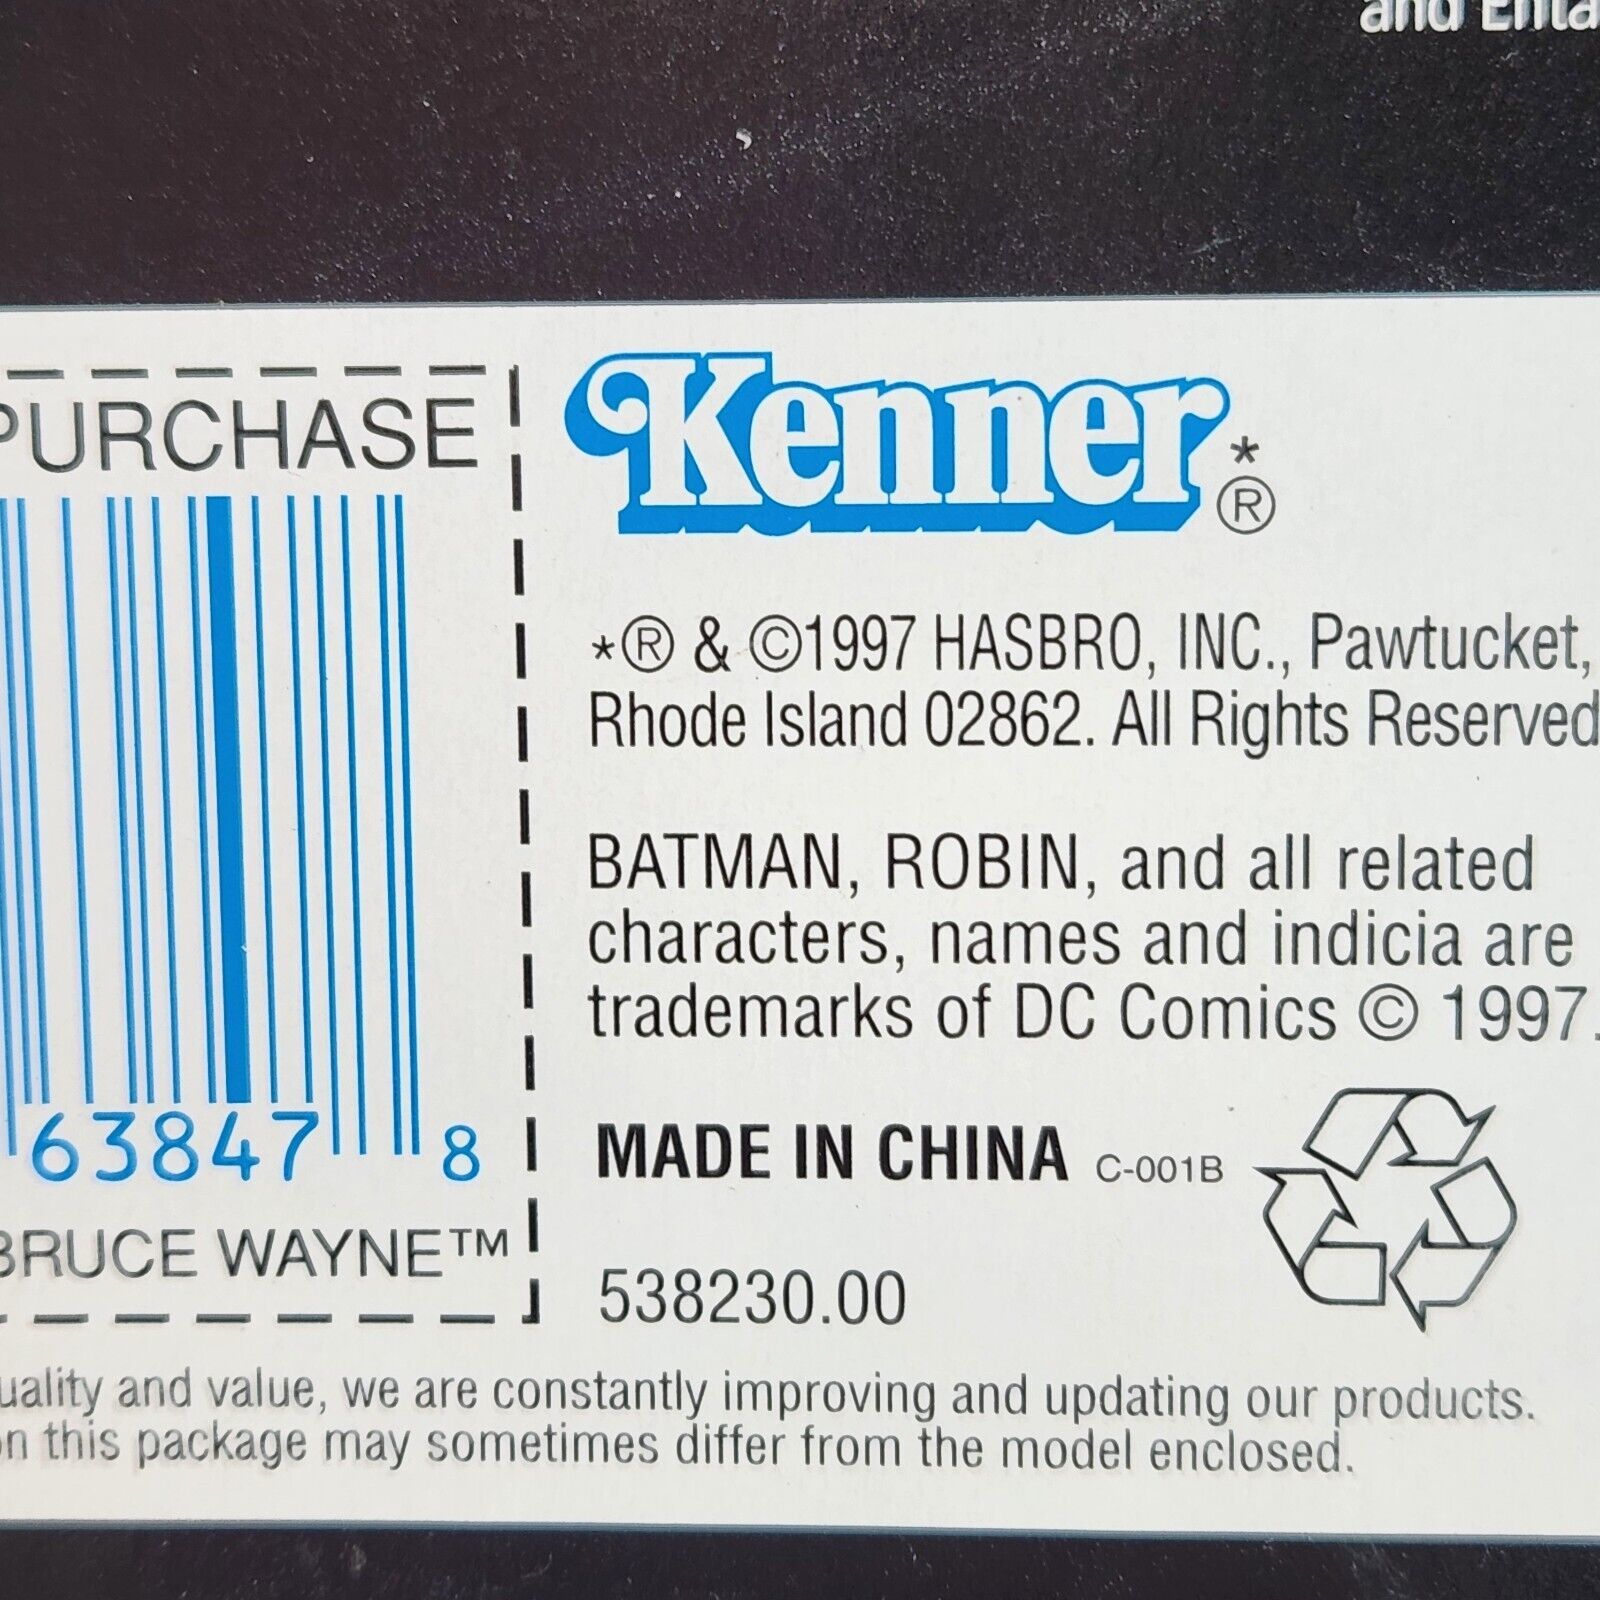 and
PURCHASE
Kenner*®
*® & ©1997 HASBRO, INC., Pawtucket,
Rhode Island 02862. All Rights Reserved
BATMAN, ROBIN, and all related
characters, names and indicia are
trademarks of DC Comics © 1997.
63847 8
MADE IN CHINA C-001B
BRUCE WAYNE™
538230.00
uality and value, we are constantly improving and updating our products.
on this package may sometimes differ from the model enclosed.